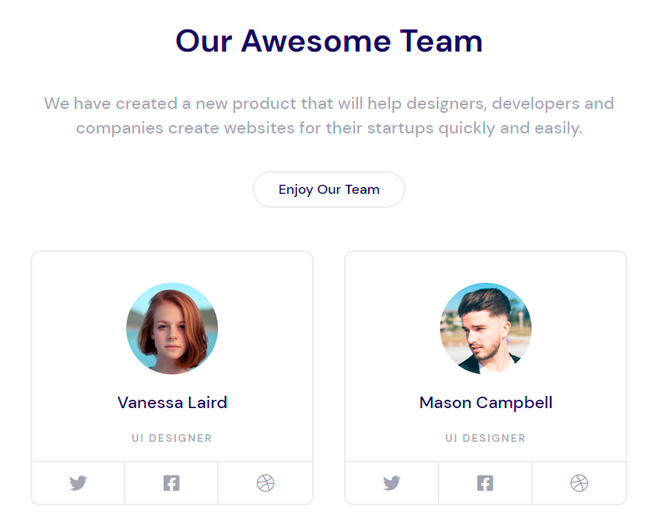 Our Awesome Team
We have created a new product that will help designers, developers and
companies create websites for their startups quickly and easily.
Enjoy Our Team
Vanessa Laird
UI DESIGNER
Mason Campbell
UI DESIGNER